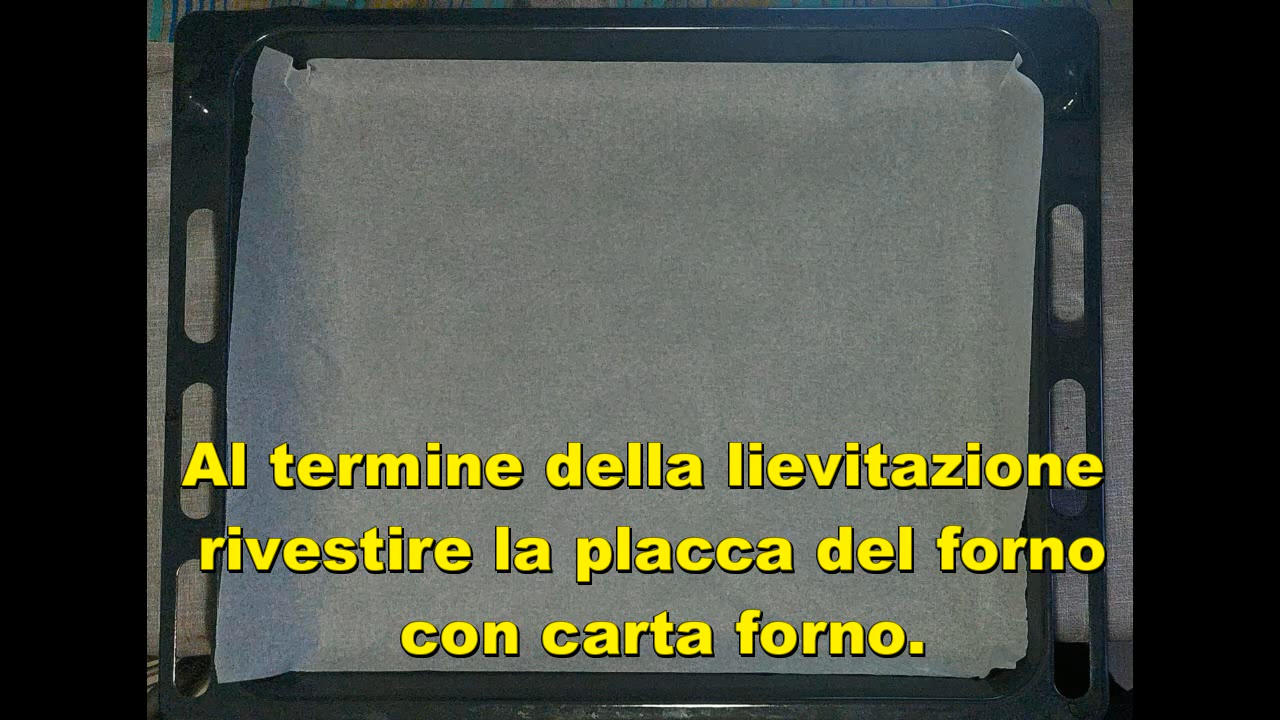 Al termine della lievitazione
rivestire la placca del forno
con carta forno.